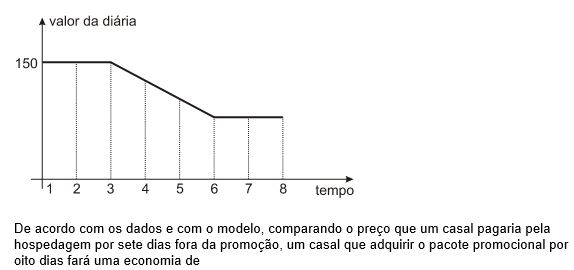 valor da diária
150
1 2 3 4 5 6 7 8 tempo
De acordo com os dados e com o modelo, comparando o preço que um casal pagaria pela
hospedagem por sete dias fora da promoção, um casal que adquirir o pacote promocional por
oito dias fará uma economia de